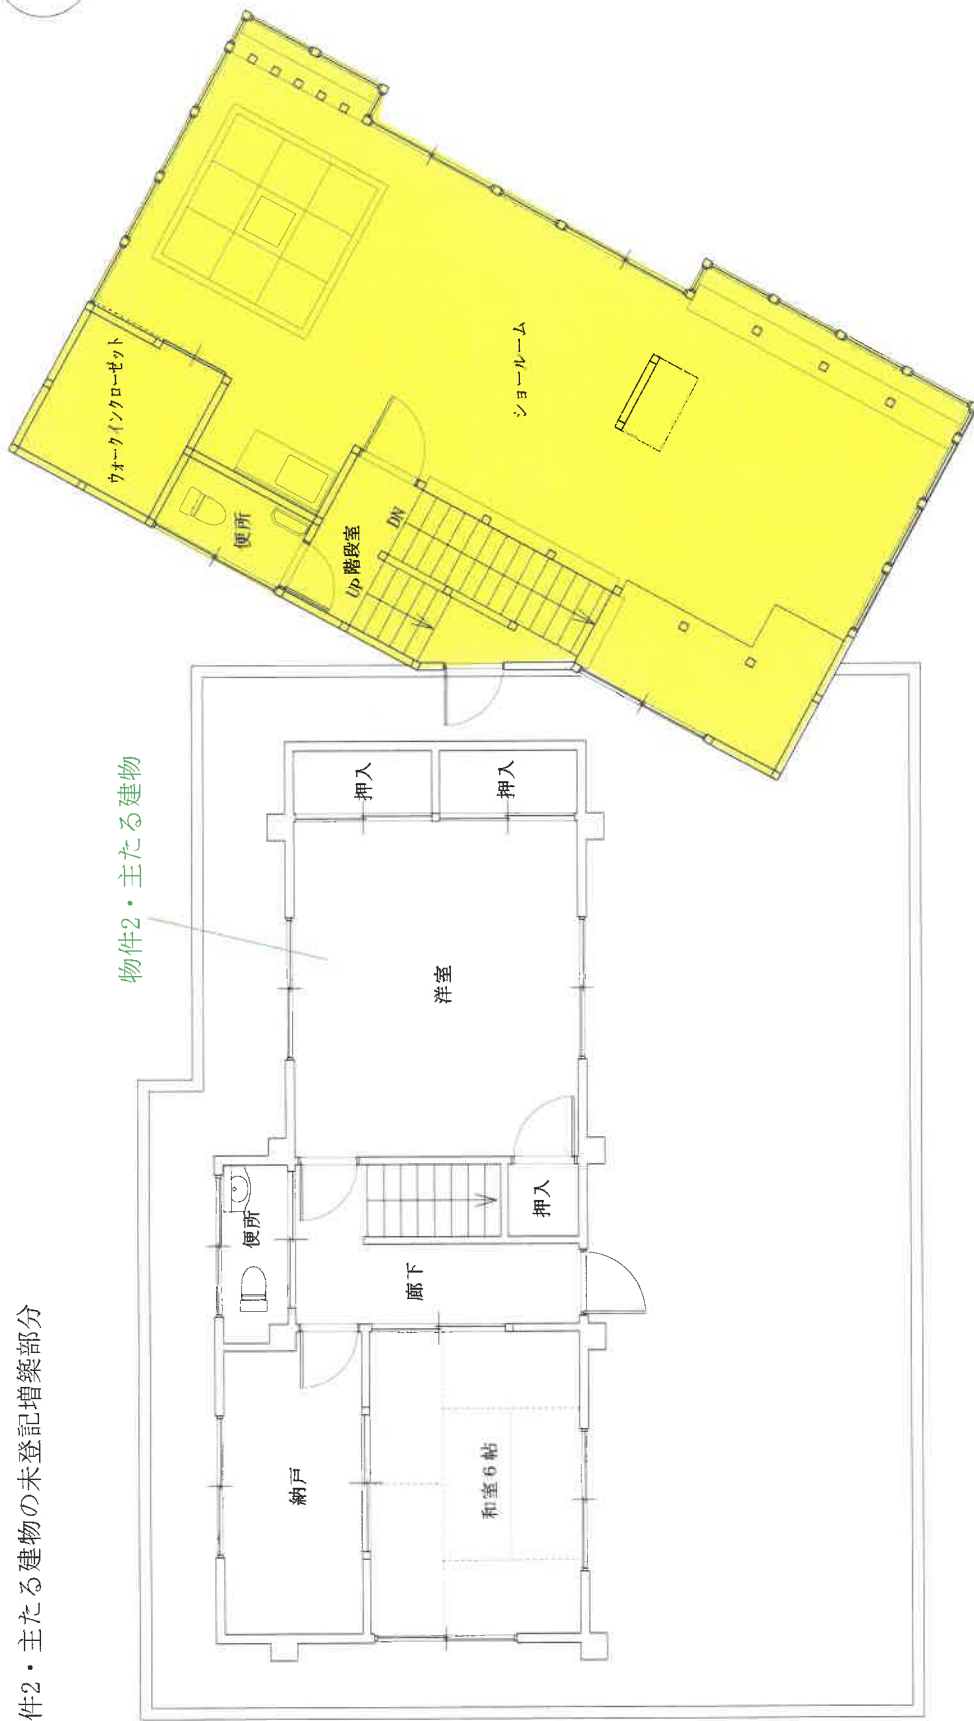 件2・主たる建物の未登記増築部分
物件2・主たる建物
ウォークインクローゼット
便所
UP
階段室
DN
ショールーム
押入
押入
洋室
便所
押入
廊下
納戸
和室6帖